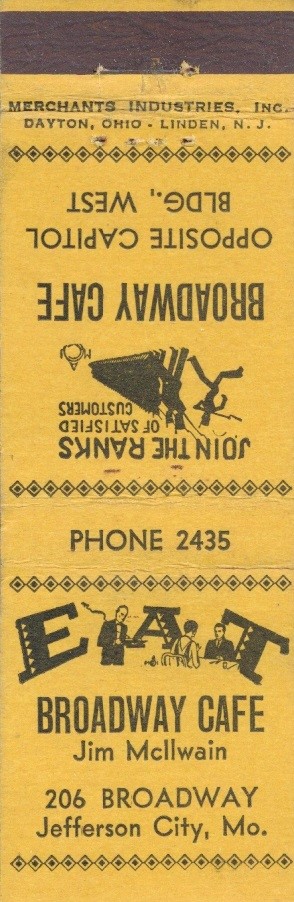 MERCHANTS INDUSTRIES, INC.
DAYTON, OHIO - LINDEN, N. J.
JOIN THE RANKS
OF SATISFIED
CUSTOMERS
BROADWAY CAFE
OPPOSITE CAPITOL
BLDG., WEST
PHONE 2435
EAT
BROADWAY CAFE
Jim McIlwain
206 BROADWAY
Jefferson City, Mo.